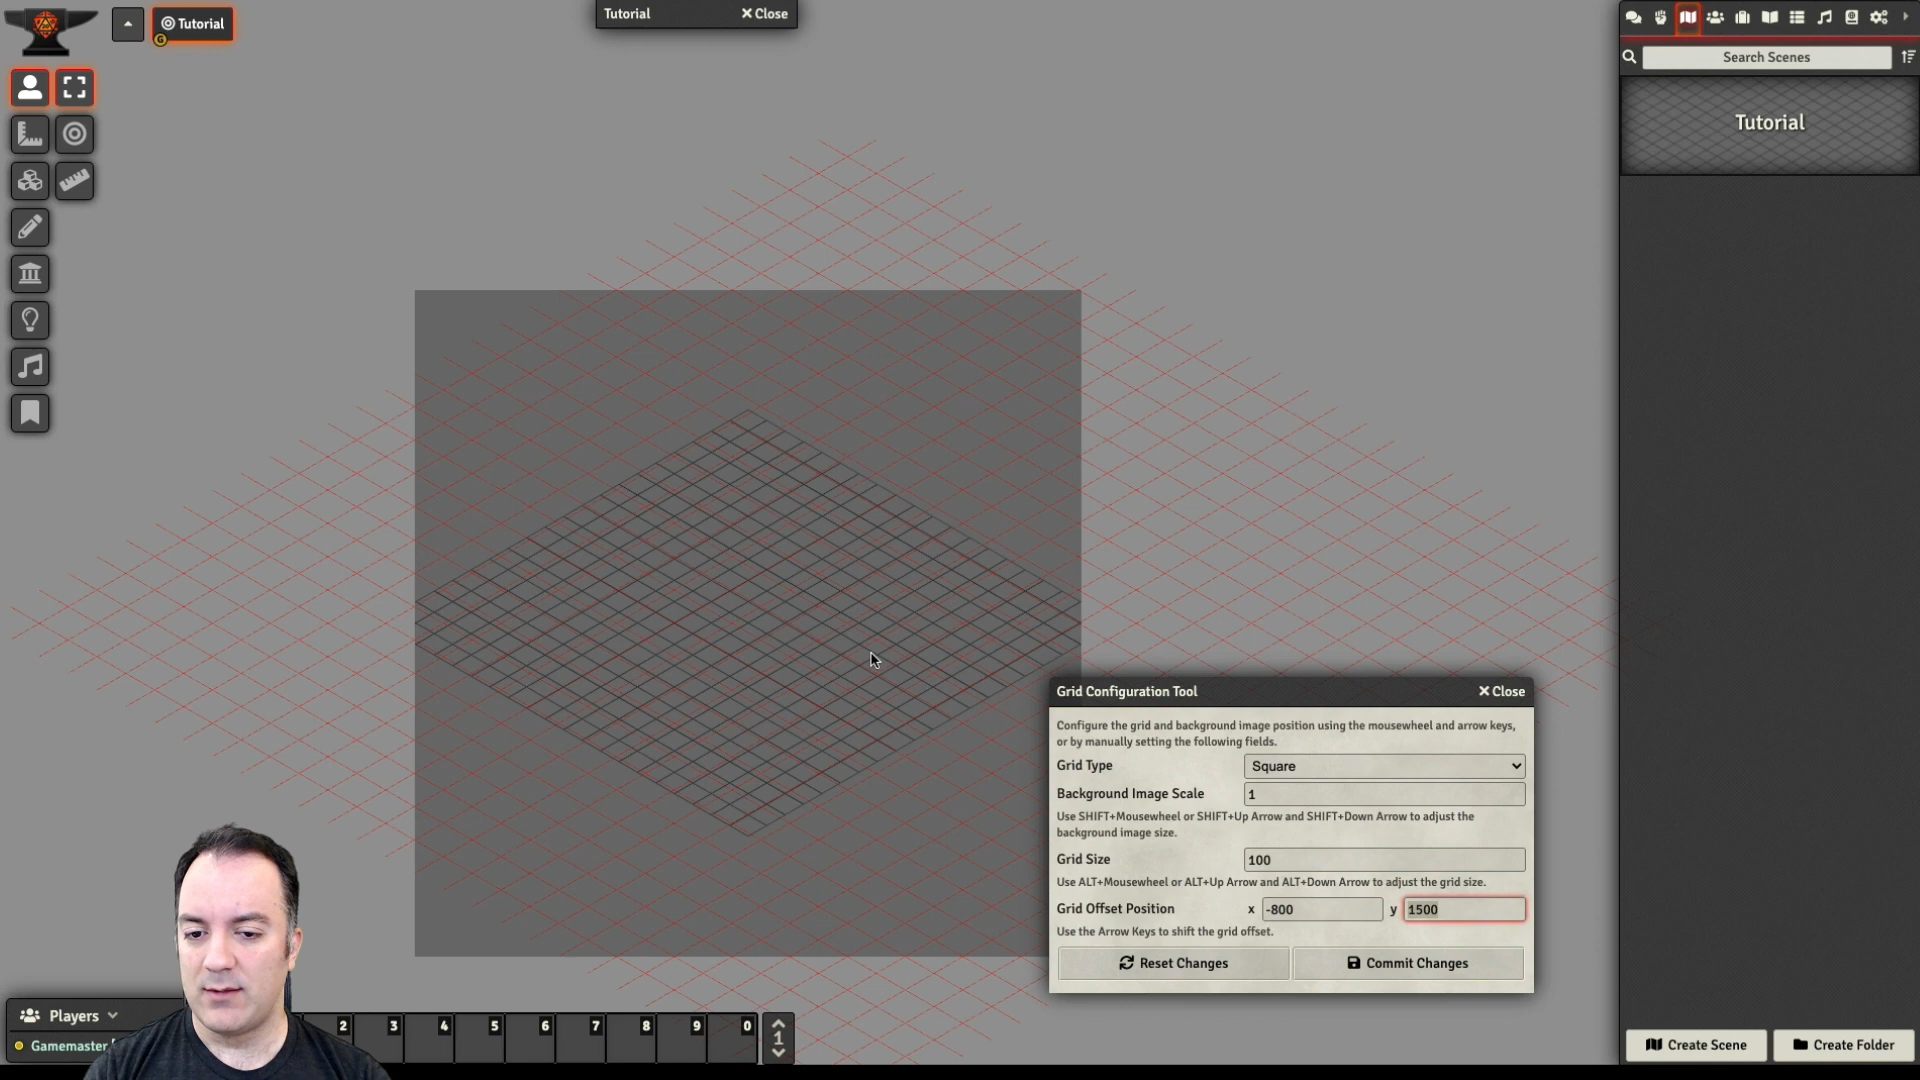 Tutorial
G
Tutorial
Close
Search Scenes
Tutorial
Grid Configuration Tool
Close
Configure the grid and background image position using the mousewheel and arrow keys,
or by manually setting the following fields.
Grid Type
Square
Background Image Scale
1
Use SHIFT+Mousewheel or SHIFT+Up Arrow and SHIFT+Down Arrow to adjust the
background image size.
Grid Size
100
Use ALT+Mousewheel or ALT+Up Arrow and ALT+Down Arrow to adjust the grid size.
Grid Offset Position x -800 y 1500
Use the Arrow Keys to shift the grid offset.
Reset Changes
Commit Changes
Players
Gamemaster
2 3 4 5 6 7 8 9 0
1
Create Scene
Create Folder